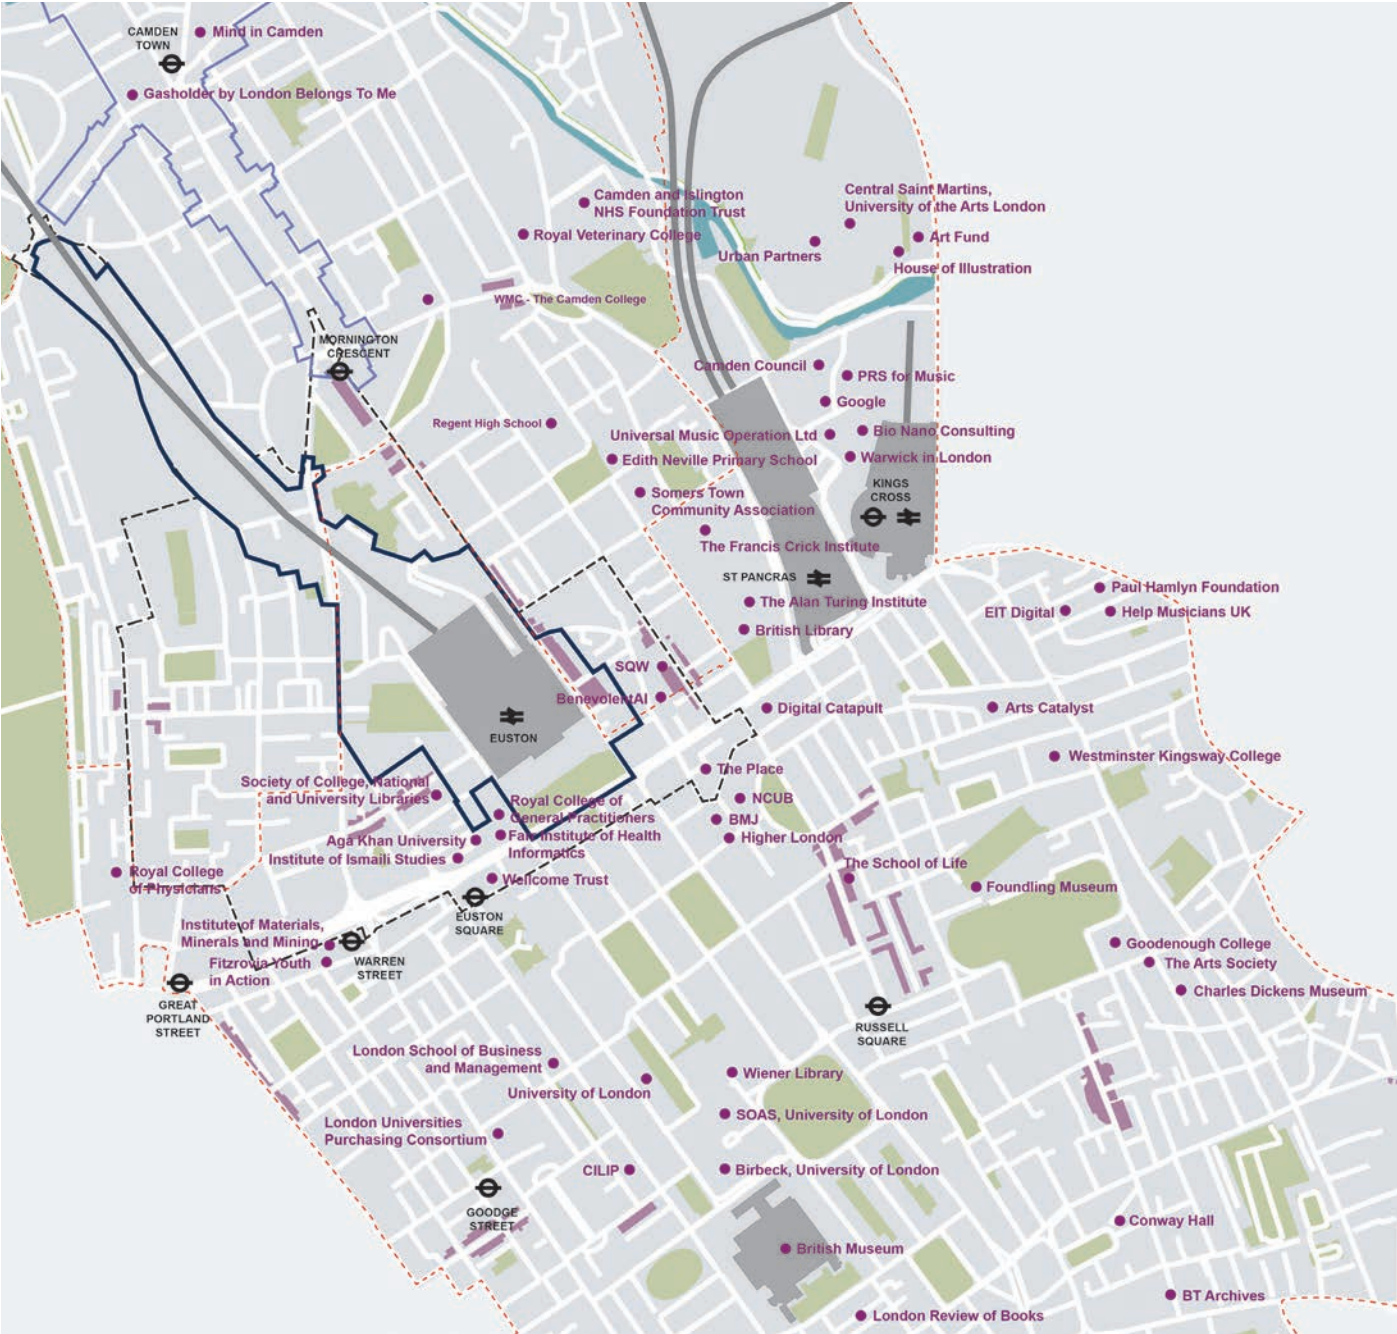 CAMDEN
TOWN
Mind in Camden
Gasholder by London Belongs To Me
Camden and Islington
NHS Foundation Trust
Royal Veterinary College
Central Saint Martins,
University of the Arts London
Urban Partners
Art Fund
House of Illustration
WMC - The Camden College
MORNINGTON
CRESCENT
Camden Council
PRS for Music
Google
Regent High School
Universal Music Operation Ltd
Bio Nano Consulting
Edith Neville Primary School
Warwick in London
KINGS
CROSS
Somers Town
Community Association
The Francis Crick Institute
ST PANCRAS
The Alan Turing Institute
British Library
Paul Hamlyn Foundation
EIT Digital
Help Musicians UK
SQW
BenevolentAI
Digital Catapult
Arts Catalyst
EUSTON
Westminster Kingsway College
The Place
Society of College, National
and University Libraries
Royal College of
General Practitioners
NCUB
BMJ
Higher London
Aga Khan University
Farr Institute of Health
Informatics
Institute of Ismaili Studies
The School of Life
Royal College
of Physicians
Wellcome Trust
Foundling Museum
EUSTON
SQUARE
Institute of Materials,
Minerals and Mining
Fitzrovia Youth
in Action
WARREN
STREET
Goodenough College
The Arts Society
Charles Dickens Museum
GREAT
PORTLAND
STREET
RUSSELL
SQUARE
London School of Business
and Management
University of London
Wiener Library
London Universities
Purchasing Consortium
SOAS, University of London
CILIP
Birbeck, University of London
GOODGE
STREET
Conway Hall
British Museum
BT Archives
London Review of Books